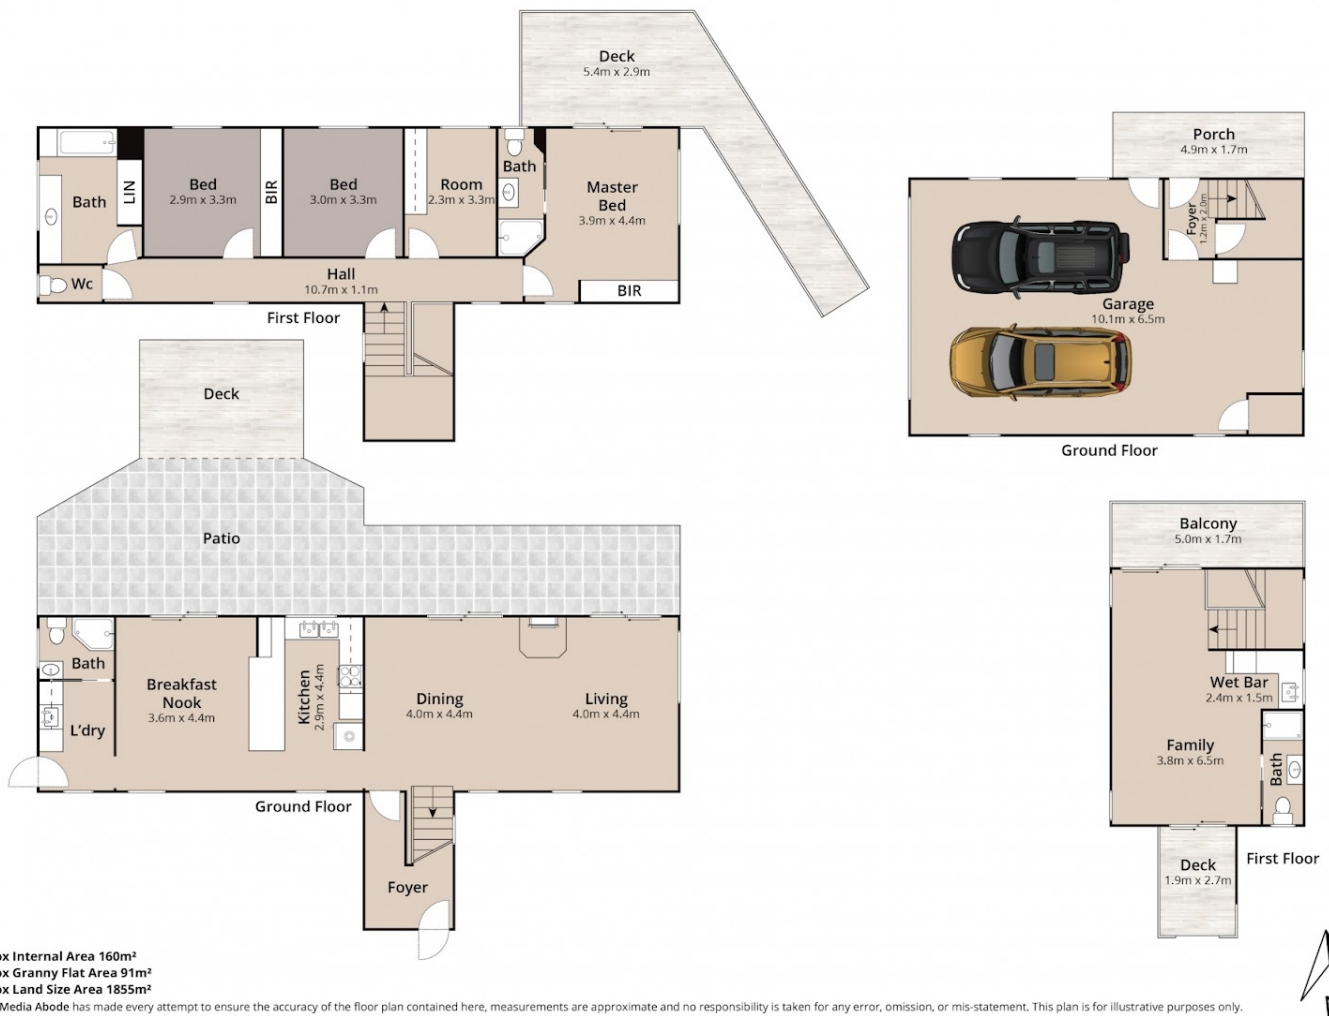 Deck
5.4m x 2.9m
Bath
LIN
Bed
2.9m x 3.3m
BIR
Bed
3.0m x 3.3m
Room
2.3m x 3.3m
Bath
Master
Bed
3.9m x 4.4m
Wc
Hall
10.7m x 1.1m
BIR
First Floor
Porch
4.9m x 1.7m
Foyer
1.2m x 2.0m
Garage
10.1m x 6.5m
Ground Floor
Deck
Patio
Bath
L'dry
Breakfast
Nook
3.6m x 4.4m
Kitchen
2.9m x 4.4m
Dining
4.0m x 4.4m
Living
4.0m x 4.4m
Ground Floor
Foyer
Balcony
5.0m x 1.7m
Wet Bar
2.4m x 1.5m
Family
3.8m x 6.5m
Bath
Deck
1.9m x 2.7m
First Floor
ox Internal Area 160m²
ox Granny Flat Area 91m²
ox Land Size Area 1855m²
Media Abode has made every attempt to ensure the accuracy of the floor plan contained here, measurements are approximate and no responsibility is taken for any error, omission, or mis-statement. This plan is for illustrative purposes only.